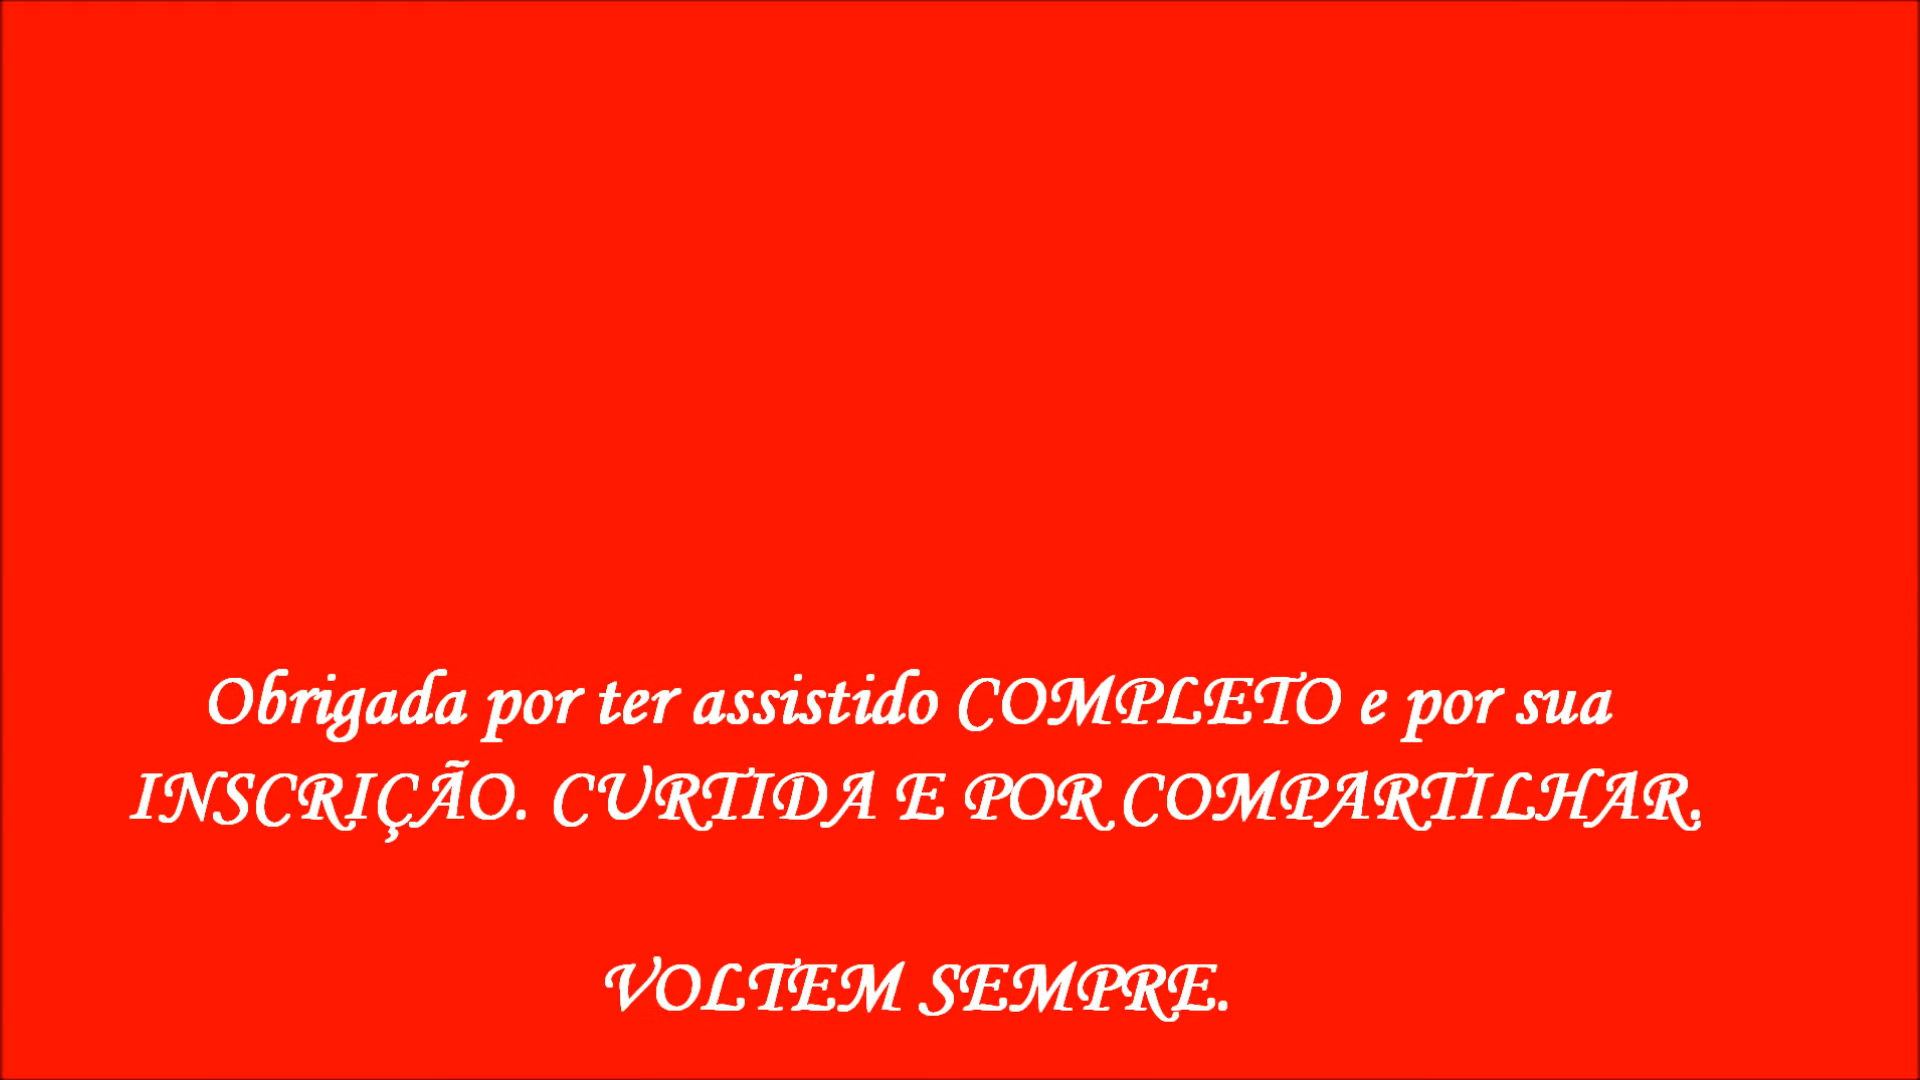 Obrigada por ter assistido COMPLETO e por sua
INSCRIÇÃO. CURTIDA E POR COMPARTILHAR.
VOLTEM SEMPRE.